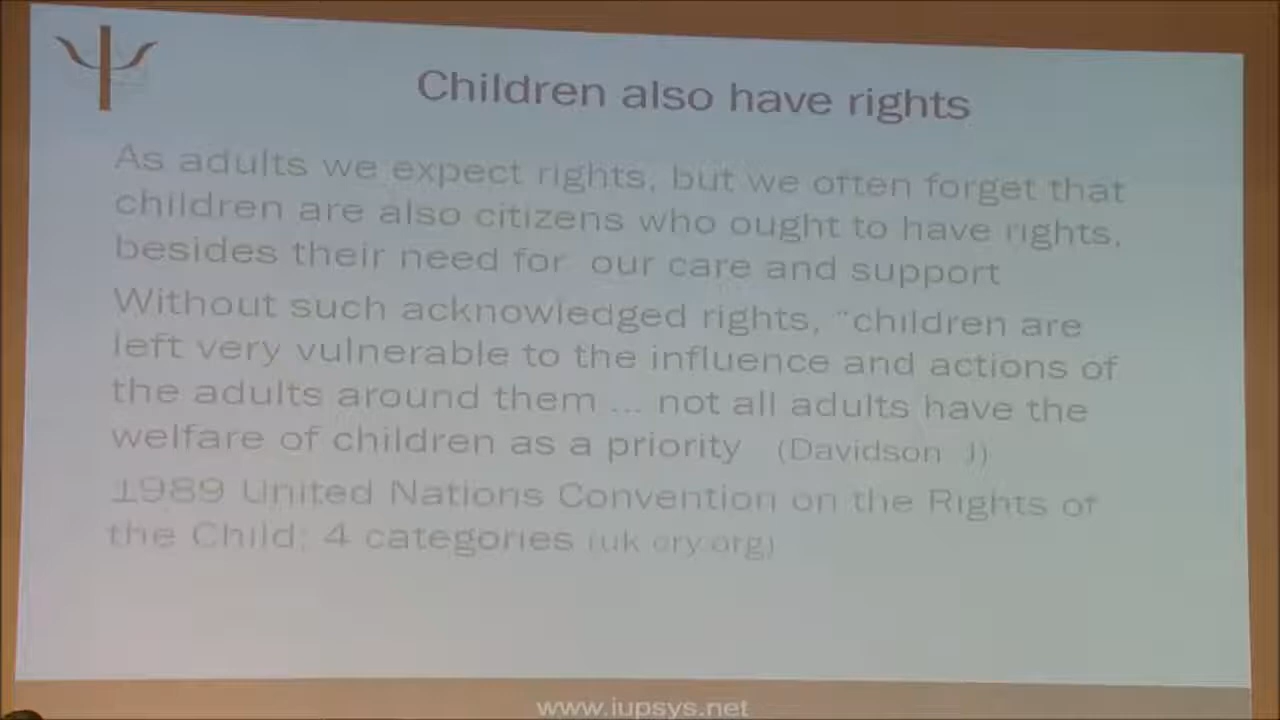 Children also have rights
As adults we expect rights, but we often forget that
children are also citizens who ought to have rights,
besides their need for our care and support
Without such acknowledged rights, "children are
left very vulnerable to the influence and actions of
the adults around them ... not all adults have the
welfare of children as a priority (Davidson J)
1989 United Nations Convention on the Rights of
the Child: 4 categories (uk cry.org)
www.iupsys.net